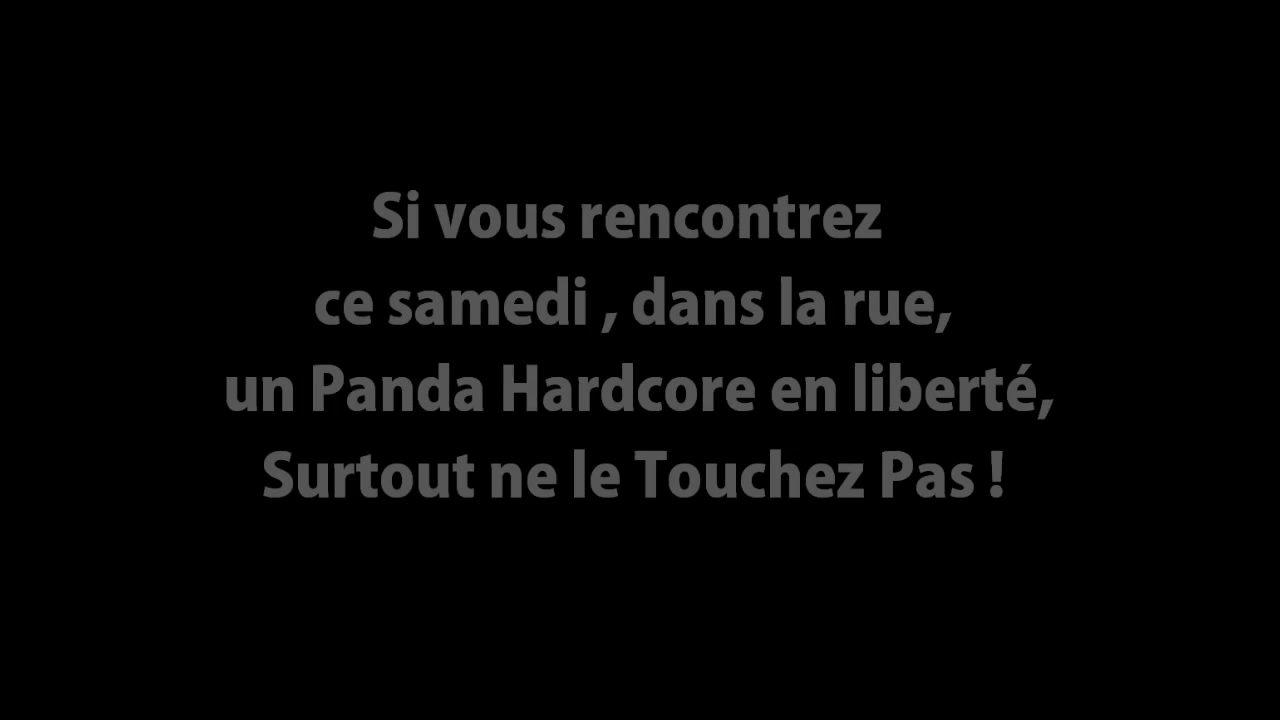 Si vous rencontrez
ce samedi , dans la rue,
un Panda Hardcore en liberté,
Surtout ne le Touchez Pas !